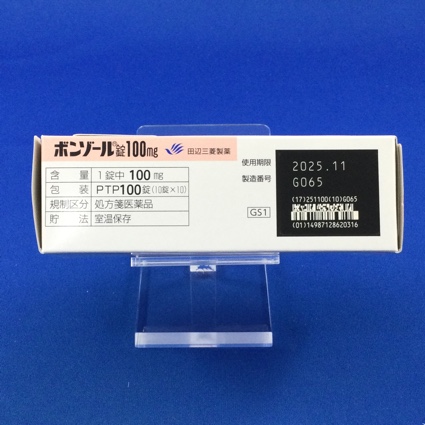 ボンゾール®錠100mg
田辺三菱製薬
含量 1錠中 100mg
包装 PTP100錠(10錠×10)
規制区分 処方箋医薬品
貯法 室温保存
使用期限 2025.11
製造番号 G065
GS1
(17)251100(10)G065
(01)14987128620316